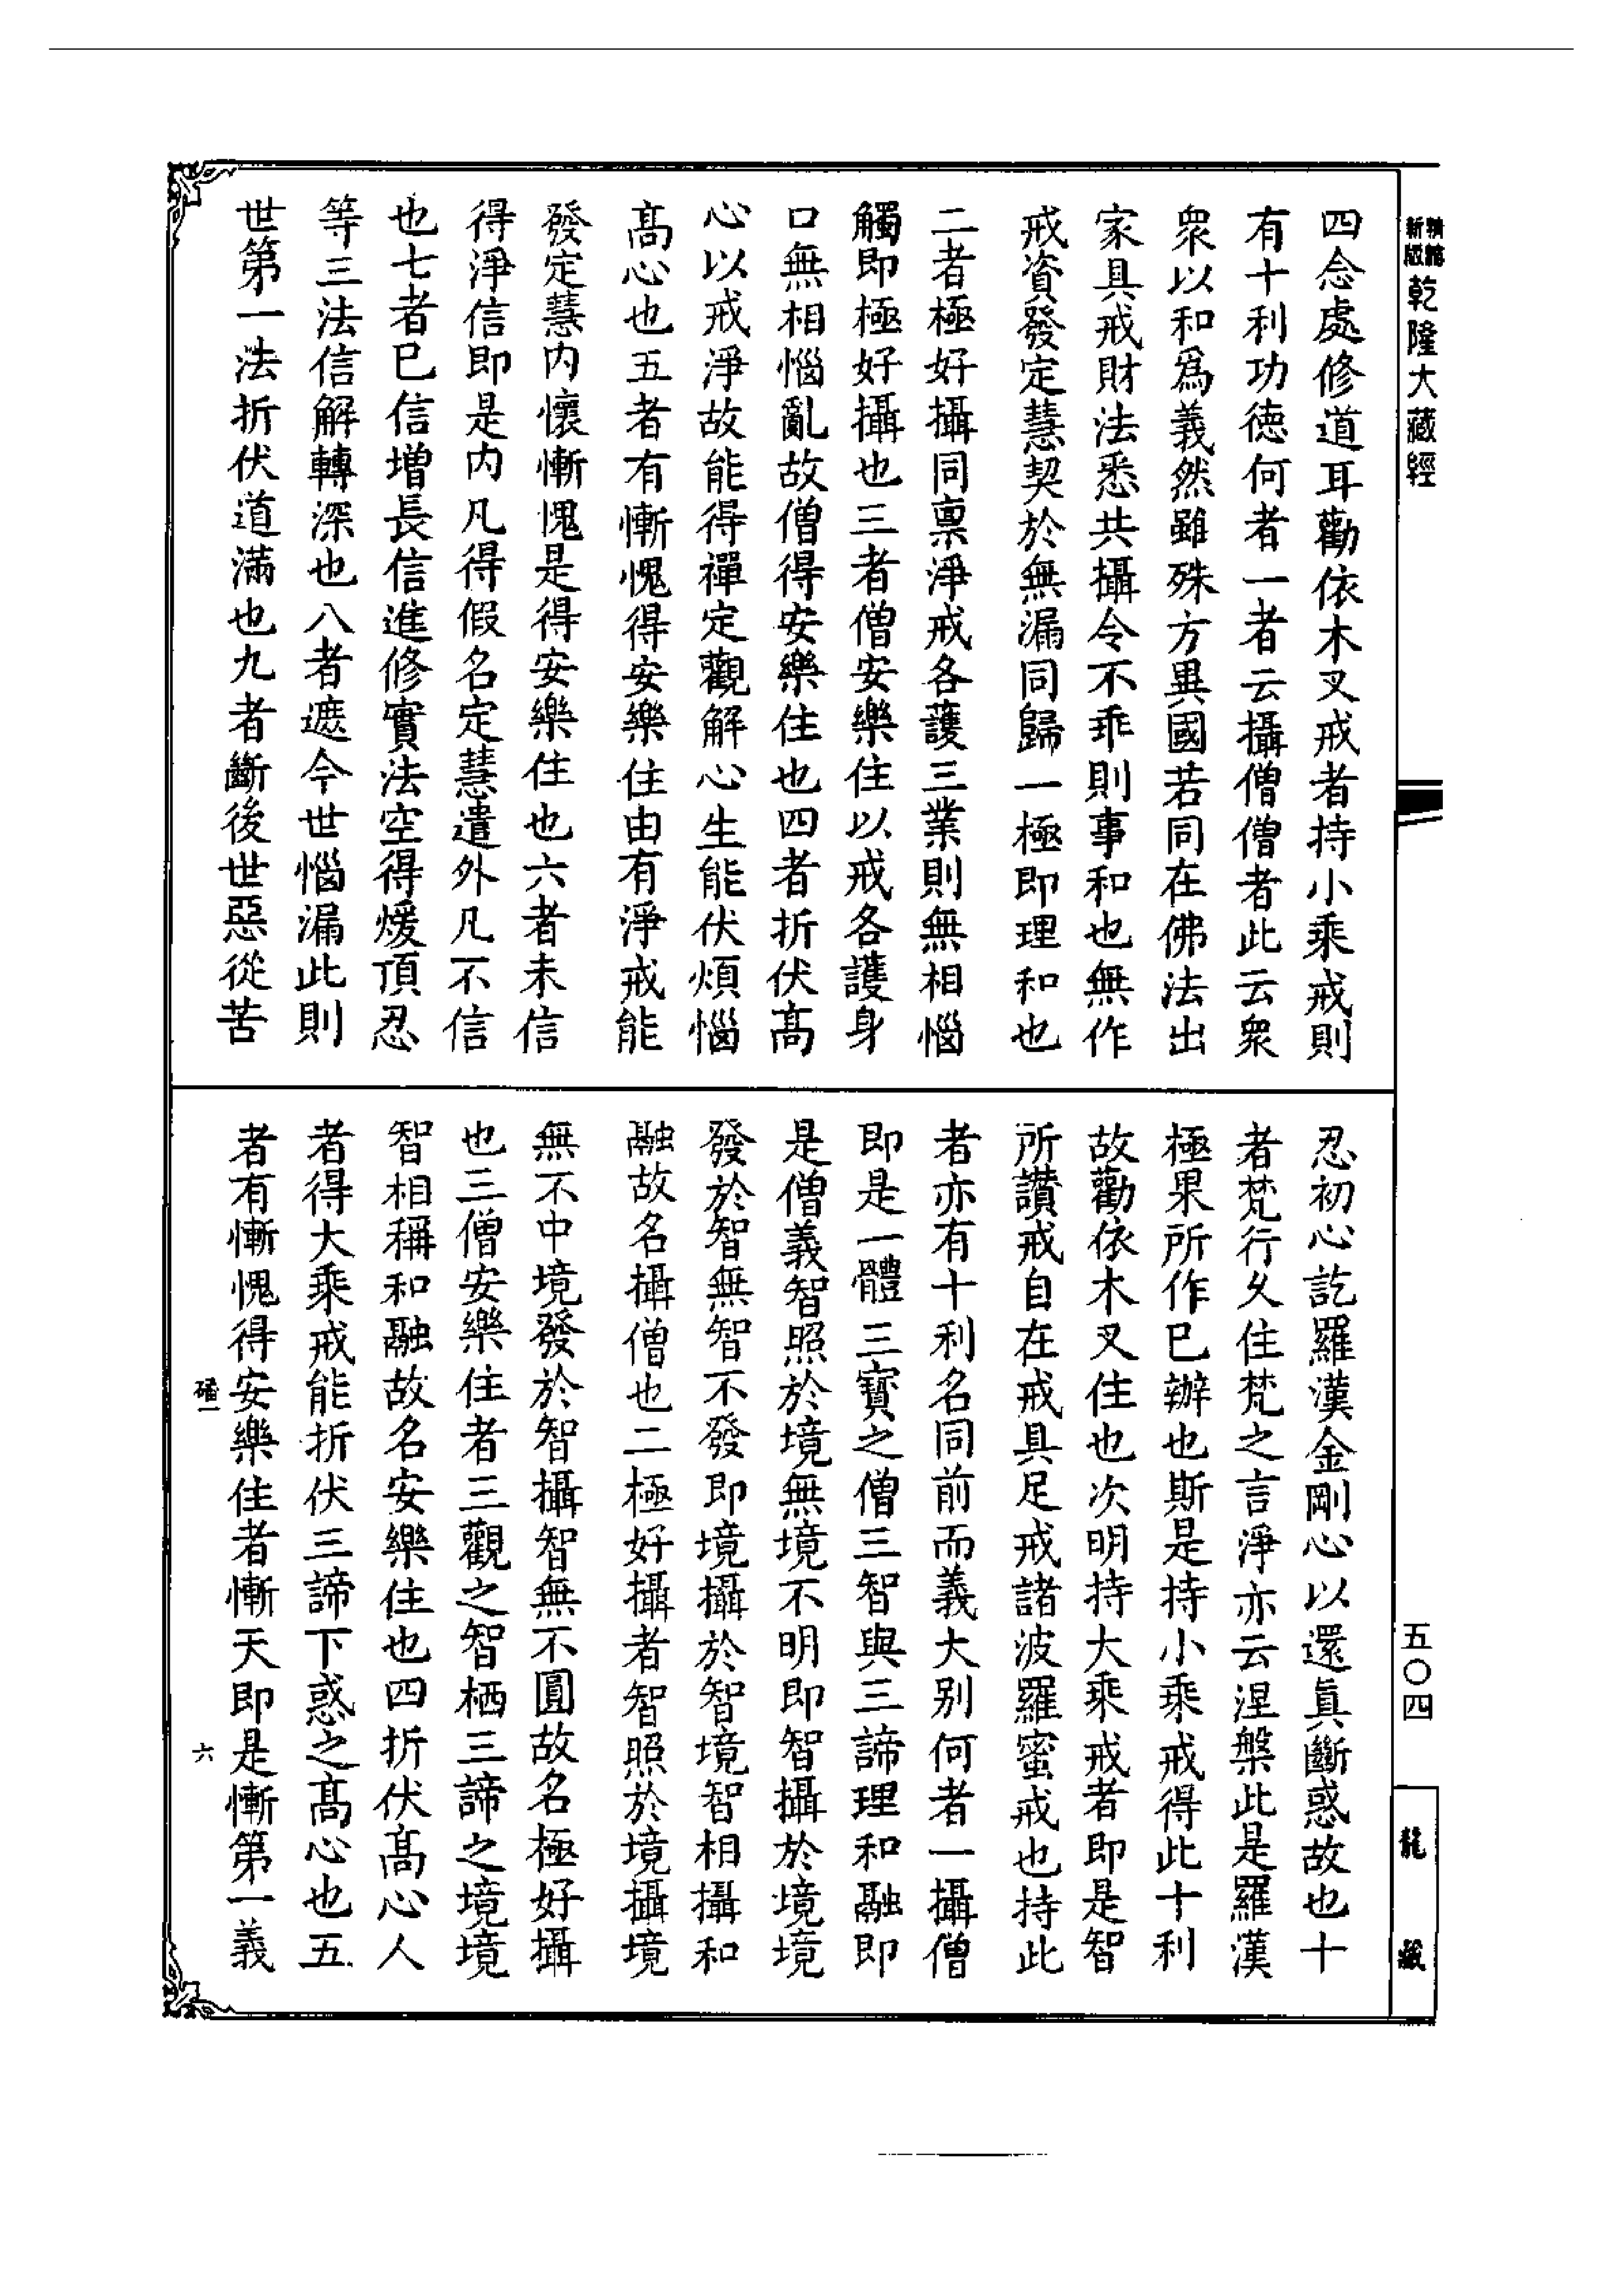 新版
精縮
乾隆大藏經
四念處修道耳勸依木叉戒者持小乘戒則
有十利功德何者一者云攝僧僧者此云衆
衆以和爲義然雖殊方異國若同在佛法出
家具戒財法悉共攝令不乖則事和也無作
戒資發定慧契於無漏同歸一極即理和也
二者極好攝同禀淨戒各護三業則無相惱
觸即極好攝也三者僧安樂住以戒各護身
口無相惱亂故僧得安樂住也四者折伏高
心以戒淨故能得禪定觀解心生能伏煩惱
高心也五者有慚愧得安樂住由有淨戒能
發定慧内懷慚愧是得安樂住也六者未信
得淨信即是内凡得假名定慧遣外凡不信
也七者已信増長信進修實法空得煖頂忍
等三法信解轉深也八者遮今世惱漏此則
世第一法折伏道滿也九者斷後世惡從苦
忍初心訖羅漢金剛心以還眞斷惑故也十
者梵行久住梵之言淨亦云涅槃此是羅漢
極果所作已辦也斯是持小乘戒得此十利
故勸依木叉住也次明持大乘戒者即是智
所讚戒自在戒具足戒諸波羅蜜戒也持此
者亦有十利名同前而義大别何者一攝僧
即是一體三寳之僧三智與三諦理和融即
是僧義智照於境無境不明即智攝於境境
發於智無智不發即境攝於智境智相攝和
融故名攝僧也二極好攝者智照於境攝境
無不中境發於智攝智無不圓故名極好攝
也三僧安樂住者三觀之智栖三諦之境境
智相稱和融故名安樂住也四折伏高心人
者得大乘戒能折伏三諦下惑之高心也五
者有慚愧得安樂住者慚天即是慚第一義
磻一
六
五〇四
龍藏